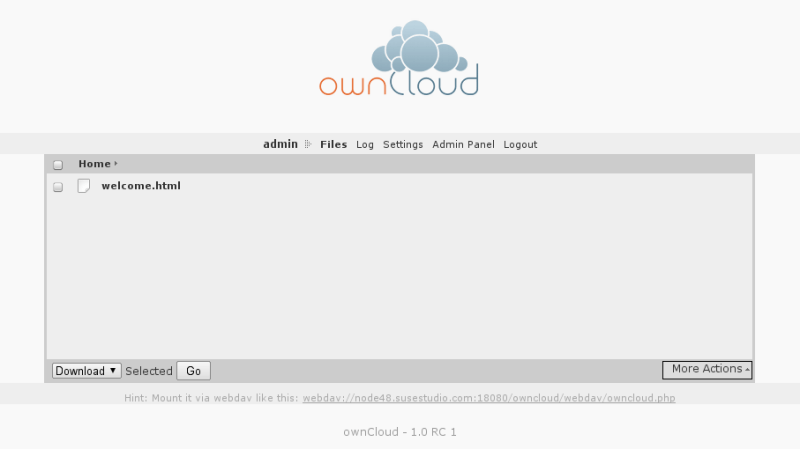 ownCloud
admin Files Log Settings Admin Panel Logout
Home
welcome.html
Download Selected Go More Actions
Hint: Mount it via webdav like this: webdav://node48.susestudio.com:18080/owncloud/webdav/owncloud.php
ownCloud - 1.0 RC 1